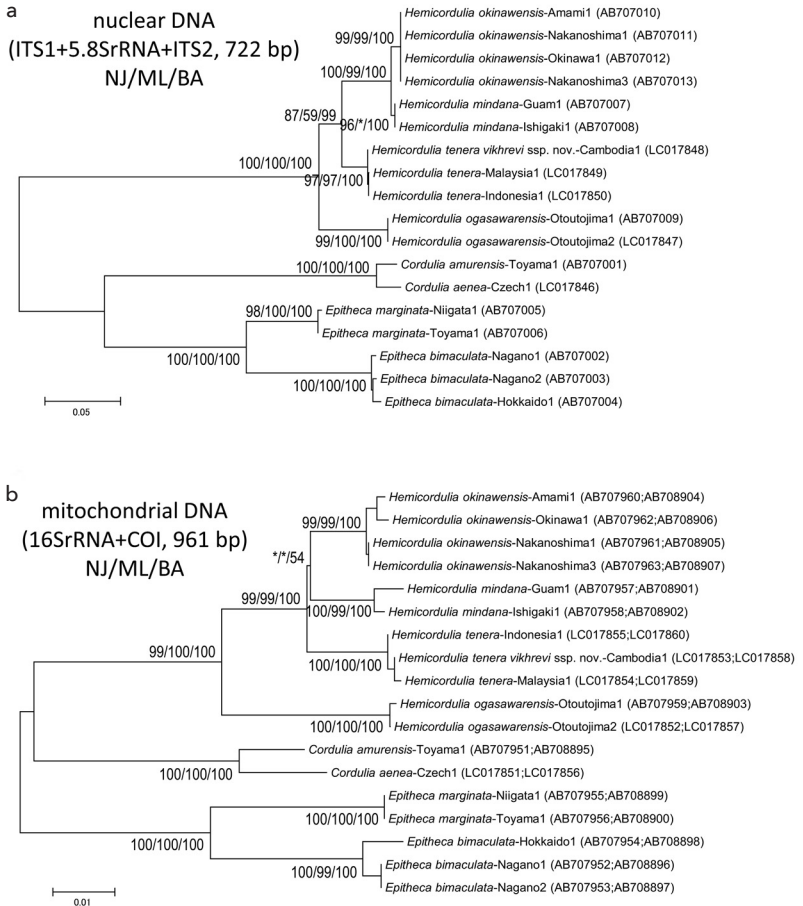 a
nuclear DNA
(ITS1+5.8SrRNA+ITS2, 722 bp)
NJ/ML/BA
Hemicordulia okinawensis-Amami1 (AB707010)
99/99/100
Hemicordulia okinawensis-Nakanoshima1 (AB707011)
Hemicordulia okinawensis-Okinawa1 (AB707012)
100/99/100
Hemicordulia okinawensis-Nakanoshima3 (AB707013)
Hemicordulia mindana-Guam1 (AB707007)
87/59/99
96/*/100
Hemicordulia mindana-Ishigaki1 (AB707008)
Hemicordulia tenera vikhrevi ssp. nov.-Cambodia1 (LC017848)
100/100/100
Hemicordulia tenera-Malaysia1 (LC017849)
97/97/100
Hemicordulia tenera-Indonesia1 (LC017850)
Hemicordulia ogasawarensis-Otoutojima1 (AB707009)
99/100/100
Hemicordulia ogasawarensis-Otoutojima2 (LC017847)
100/100/100
Cordulia amurensis-Toyama1 (AB707001)
Cordulia aenea-Czech1 (LC017846)
98/100/100
Epitheca marginata-Niigata1 (AB707005)
Epitheca marginata-Toyama1 (AB707006)
100/100/100
Epitheca bimaculata-Nagano1 (AB707002)
100/100/100
Epitheca bimaculata-Nagano2 (AB707003)
Epitheca bimaculata-Hokkaido1 (AB707004)
0.05
b
mitochondrial DNA
(16SrRNA+COI, 961 bp)
NJ/ML/BA
Hemicordulia okinawensis-Amami1 (AB707960;AB708904)
99/99/100
Hemicordulia okinawensis-Okinawa1 (AB707962;AB708906)
Hemicordulia okinawensis-Nakanoshima1 (AB707961;AB708905)
*/*/54
Hemicordulia okinawensis-Nakanoshima3 (AB707963;AB708907)
Hemicordulia mindana-Guam1 (AB707957;AB708901)
99/99/100
100/99/100
Hemicordulia mindana-Ishigaki1 (AB707958;AB708902)
Hemicordulia tenera-Indonesia1 (LC017855;LC017860)
99/100/100
100/100/100
Hemicordulia tenera vikhrevi ssp. nov.-Cambodia1 (LC017853;LC017858)
Hemicordulia tenera-Malaysia1 (LC017854;LC017859)
Hemicordulia ogasawarensis-Otoutojima1 (AB707959;AB708903)
100/100/100
Hemicordulia ogasawarensis-Otoutojima2 (LC017852;LC017857)
Cordulia amurensis-Toyama1 (AB707951;AB708895)
100/100/100
Cordulia aenea-Czech1 (LC017851;LC017856)
Epitheca marginata-Niigata1 (AB707955;AB708899)
100/100/100
Epitheca marginata-Toyama1 (AB707956;AB708900)
100/100/100
Epitheca bimaculata-Hokkaido1 (AB707954;AB708898)
100/99/100
Epitheca bimaculata-Nagano1 (AB707952;AB708896)
Epitheca bimaculata-Nagano2 (AB707953;AB708897)
0.01